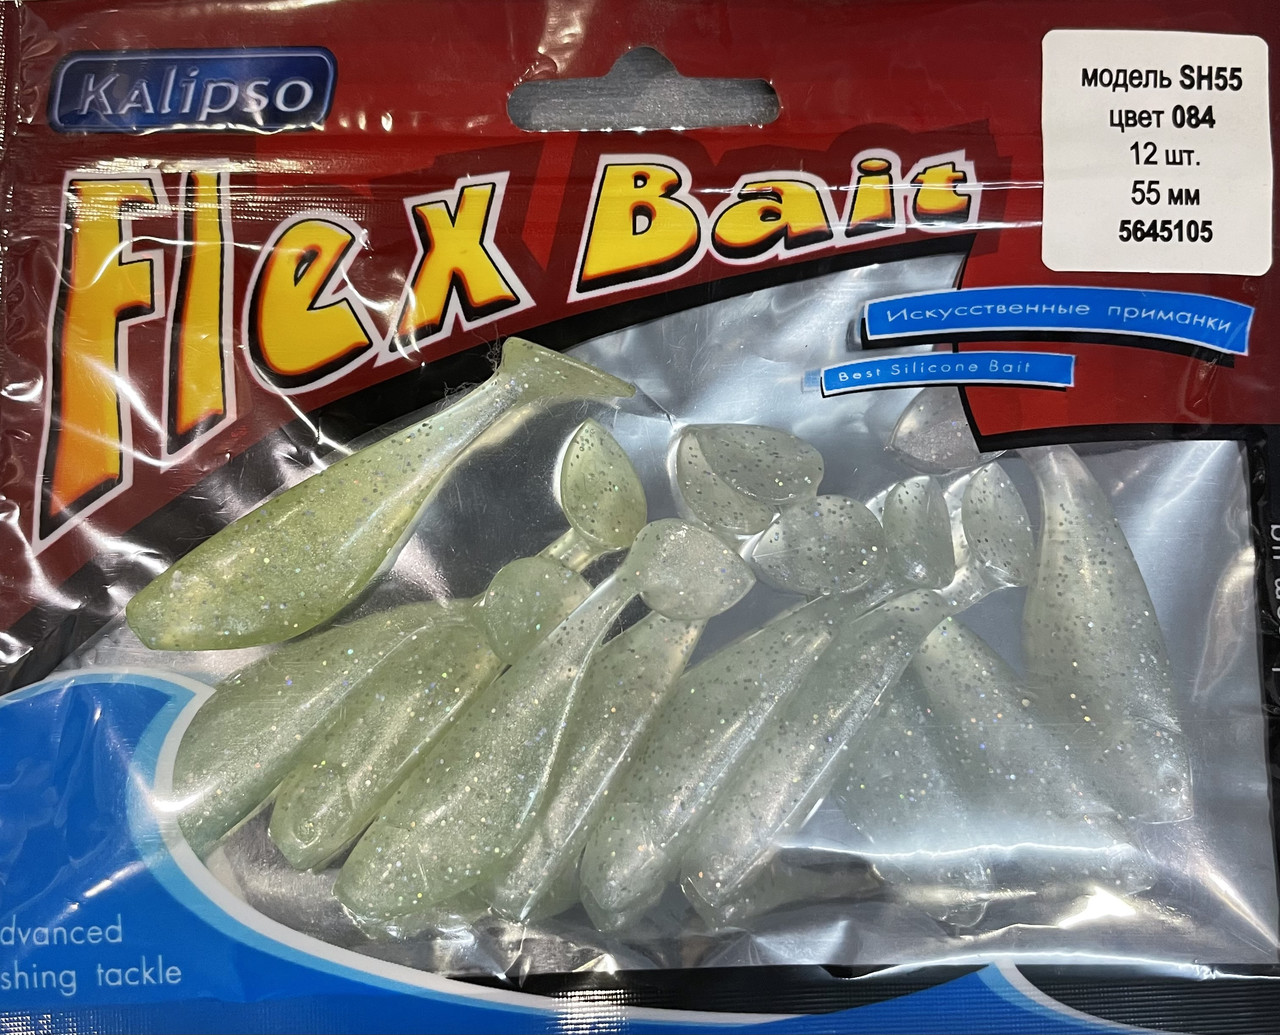 Kalipso
Flex Bait
модель SH55
цвет 084
12 шт.
55 мм
5645105
Искусственные приманки
Best Silicone Bait
dvanced
shing tackle